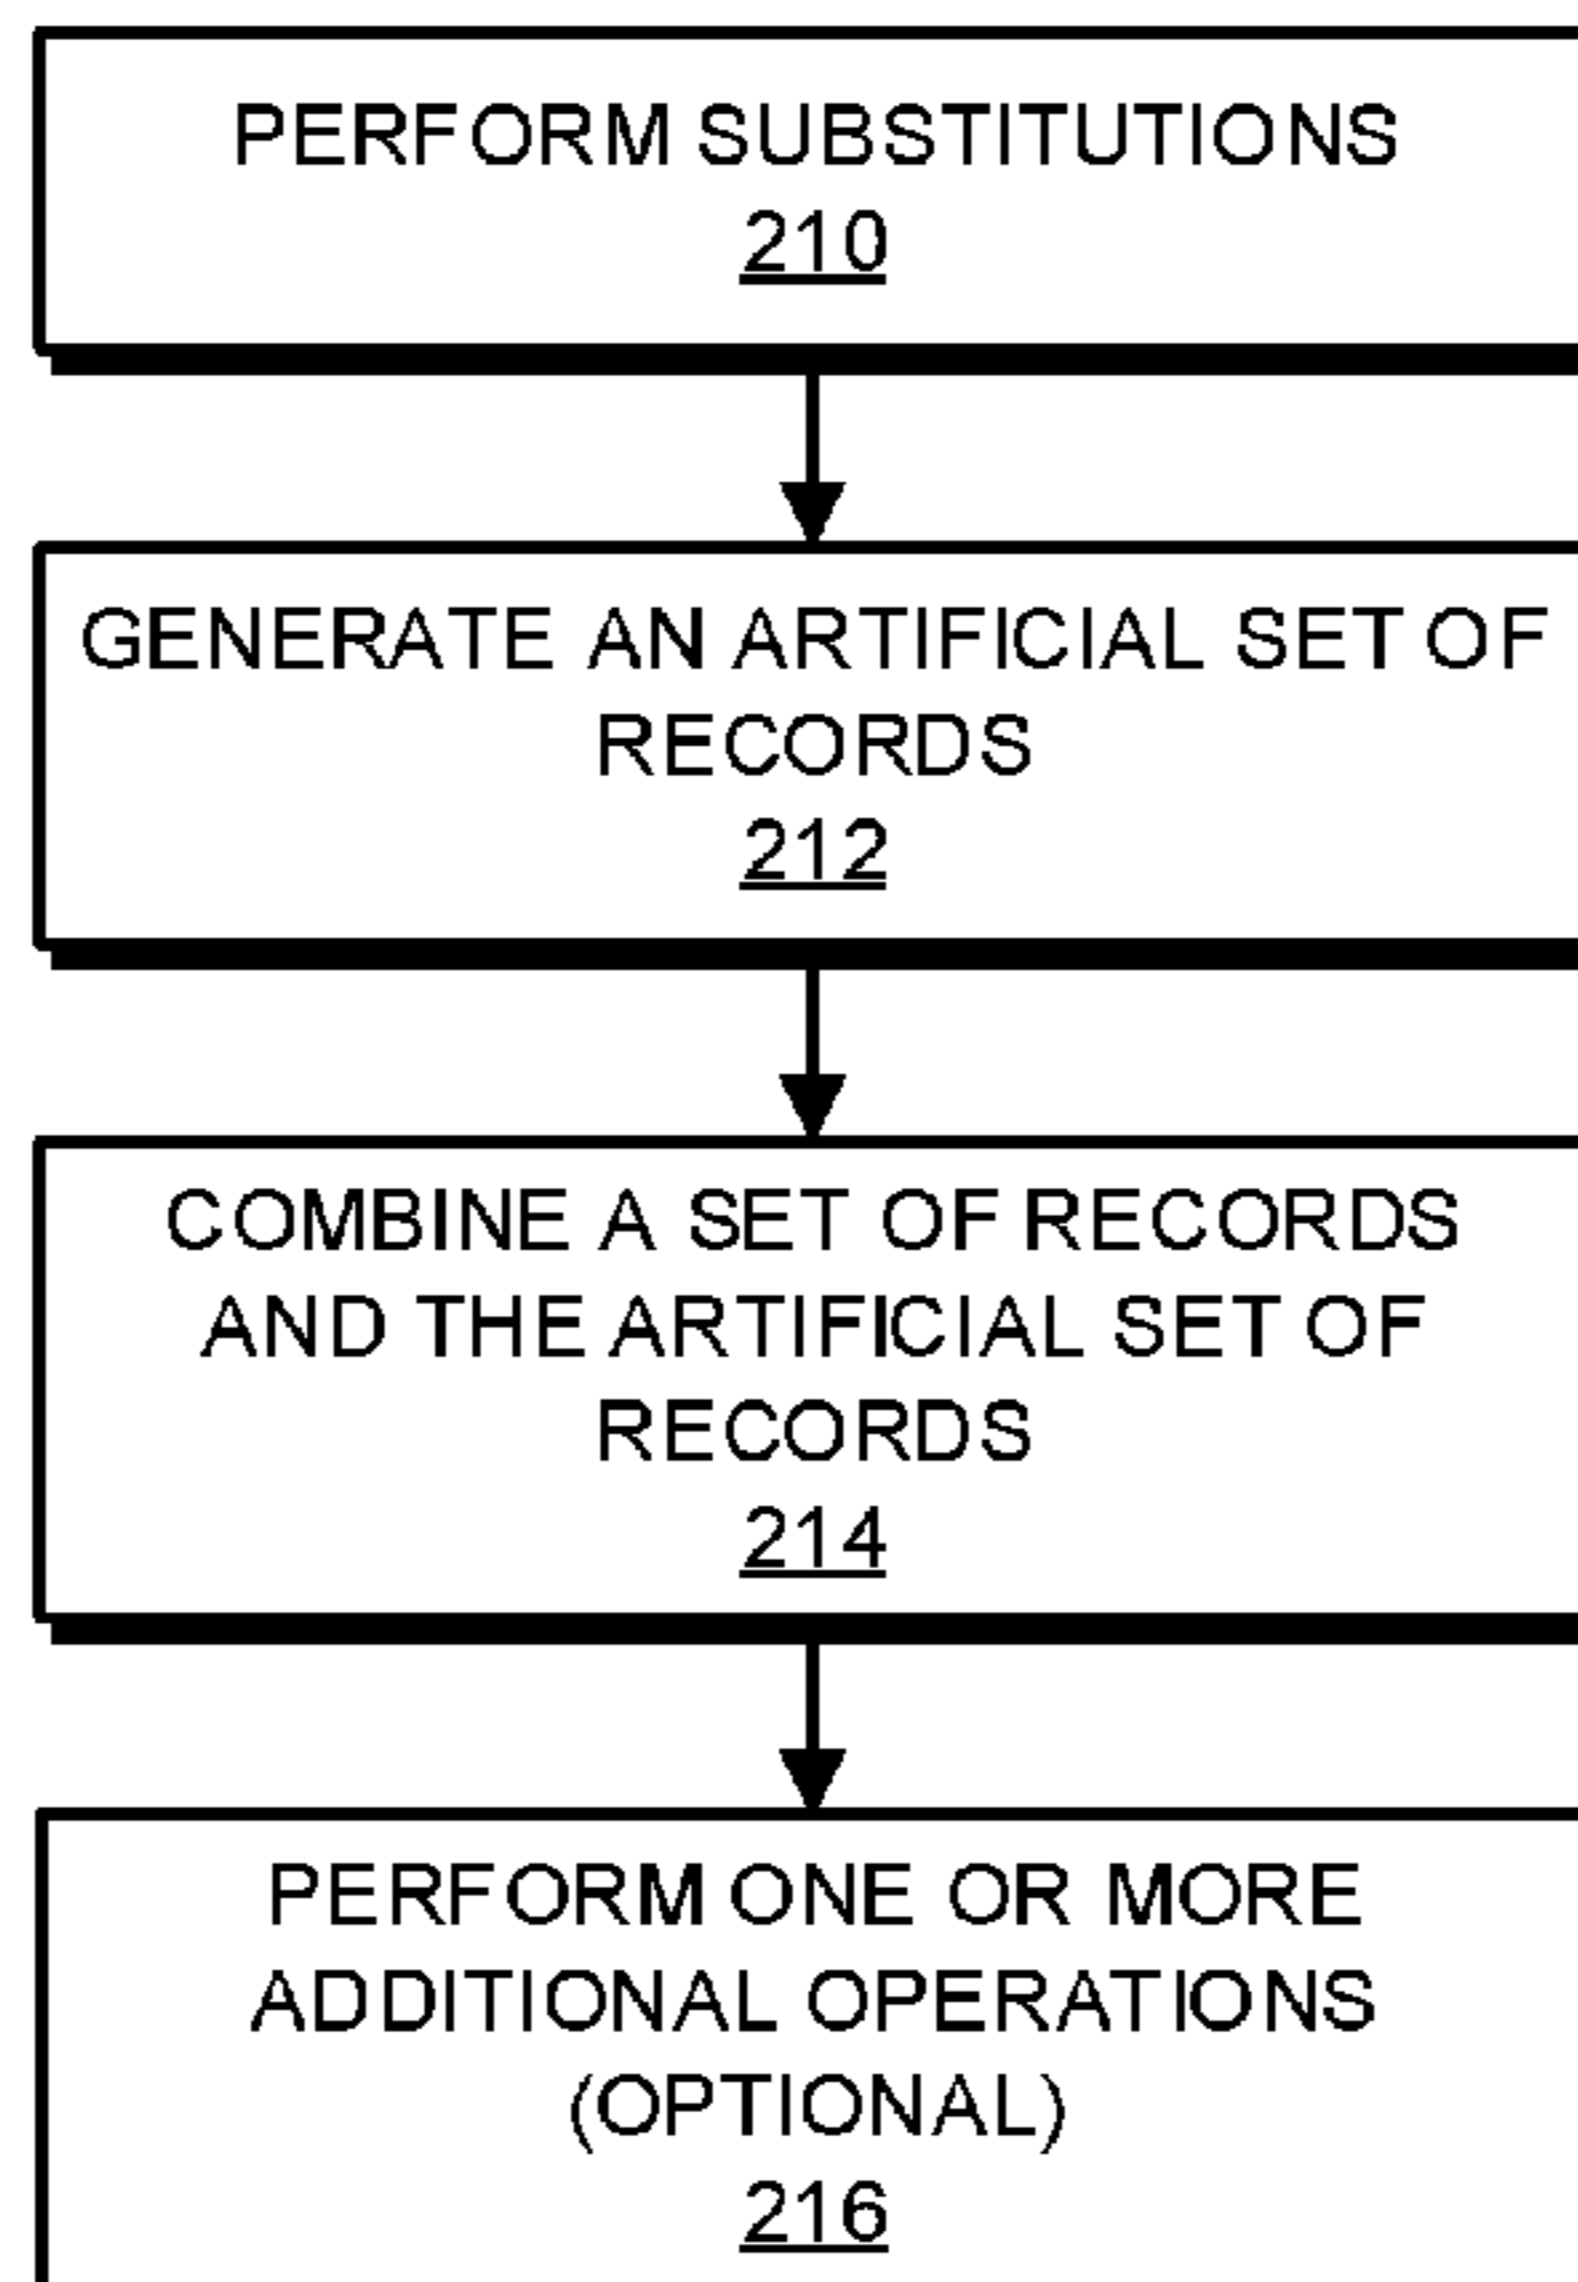 PERFORM SUBSTITUTIONS
210
GENERATE AN ARTIFICIAL SET OF
RECORDS
212
COMBINE A SET OF RECORDS
AND THE ARTIFICIAL SET OF
RECORDS
214
PERFORM ONE OR MORE
ADDITIONAL OPERATIONS
(OPTIONAL)
216